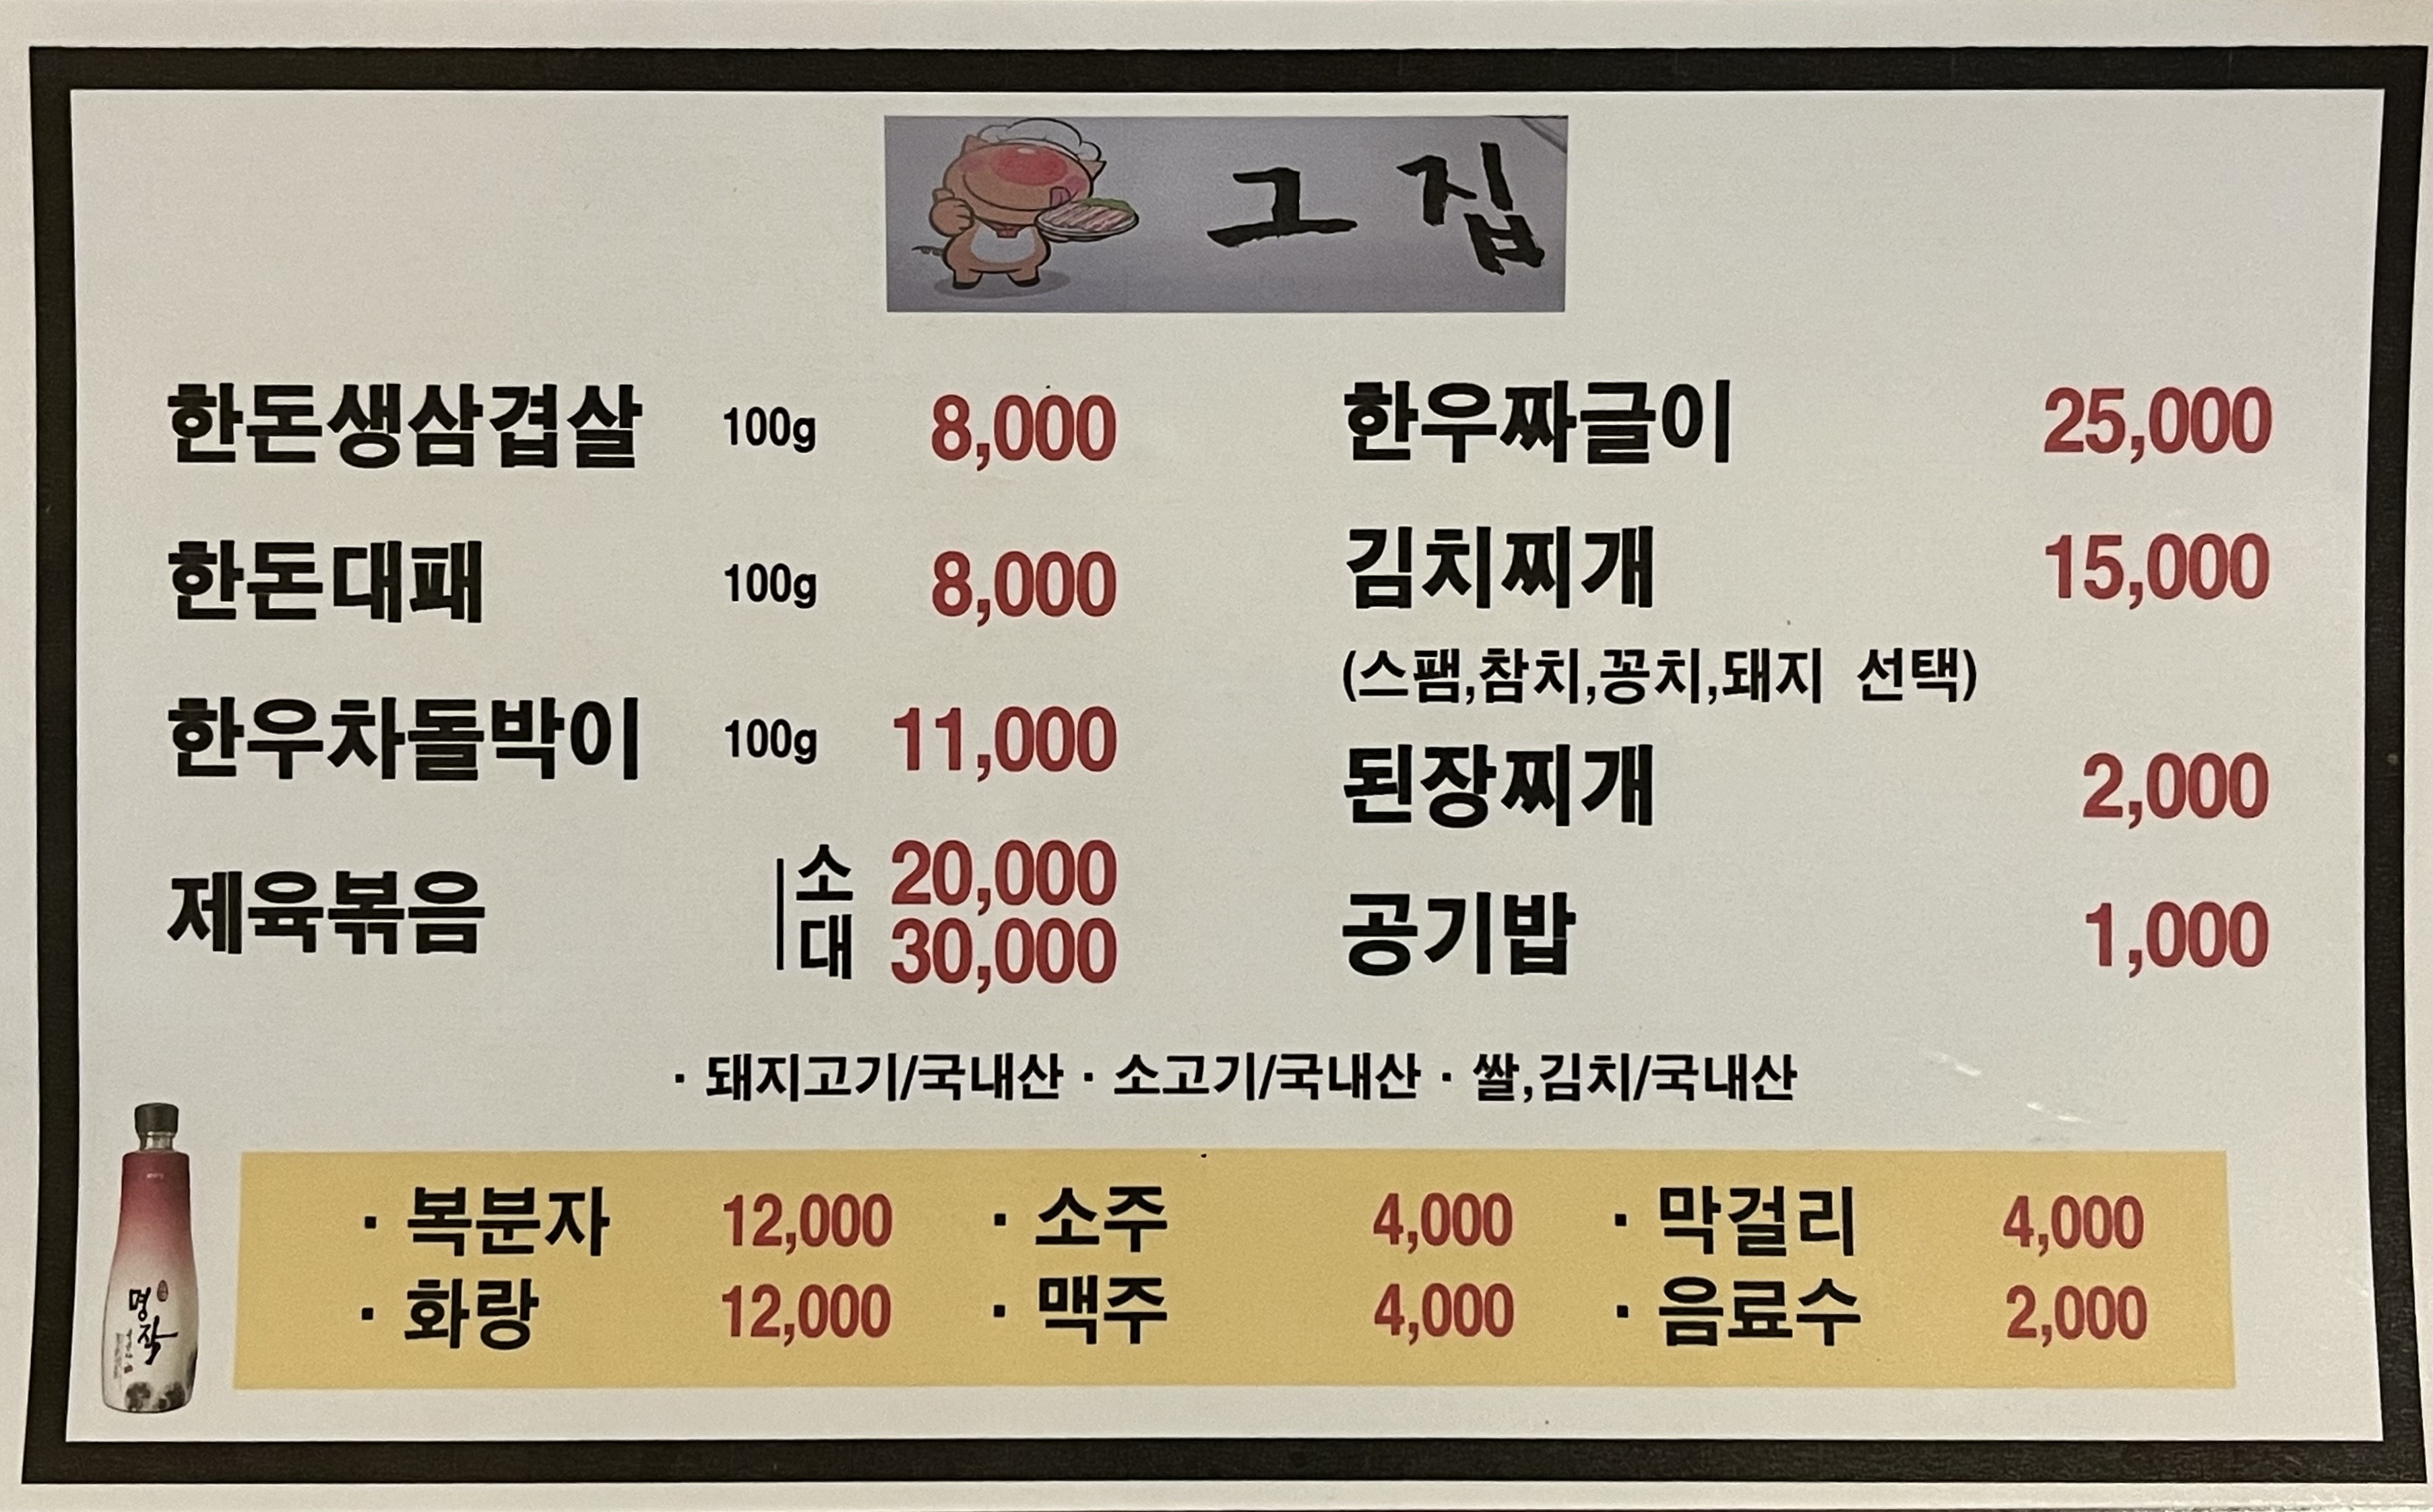 그 집
한돈생삼겹살 100g 8,000
한돈대패 100g 8,000
한우차돌박이 100g 11,000
제육볶음 소 20,000
대 30,000
한우짜글이 25,000
김치찌개 15,000
(스팸,참치,꽁치,돼지 선택)
된장찌개 2,000
공기밥 1,000
· 돼지고기/국내산 · 소고기/국내산 · 쌀,김치/국내산
· 복분자 12,000 · 소주 4,000 · 막걸리 4,000
· 화랑 12,000 · 맥주 4,000 · 음료수 2,000
명작